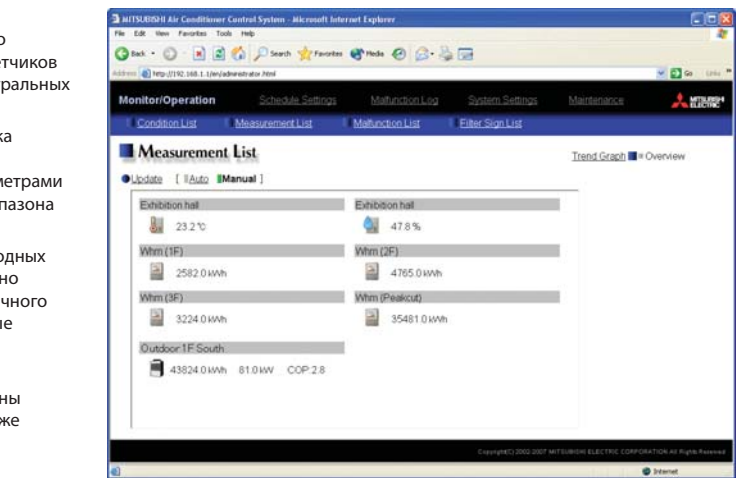 о
етчиков
тральных
ка
метрами
пазона
одных
но
чного
ие
ны
же
MITSUBISHI Air Conditioner Control System - Microsoft Internet Explorer
File Edit View Favorites Tools Help
Back Search Favorites Media
Address http://192.168.1.1/en/administrator.html Go Links
Monitor/Operation Schedule Settings Malfunction Log System Settings Maintenance MITSUBISHI ELECTRIC
Condition List Measurement List Malfunction List Filter Sign List
Measurement List
Trend Graph = Overview
Update [ Auto Manual ]
Exhibition hall Exhibition hall
23.2℃ 47.8%
Whm (1F) Whm (2F)
2582.0 kWh 4765.0 kWh
Whm (3F) Whm (Peakcut)
3224.0 kWh 35481.0 kWh
Outdoor 1F South
43824.0 kWh 81.0 kW COP:2.8
Copyright(C) 2002-2007 MITSUBISHI ELECTRIC CORPORATION All Rights Reserved
Internet